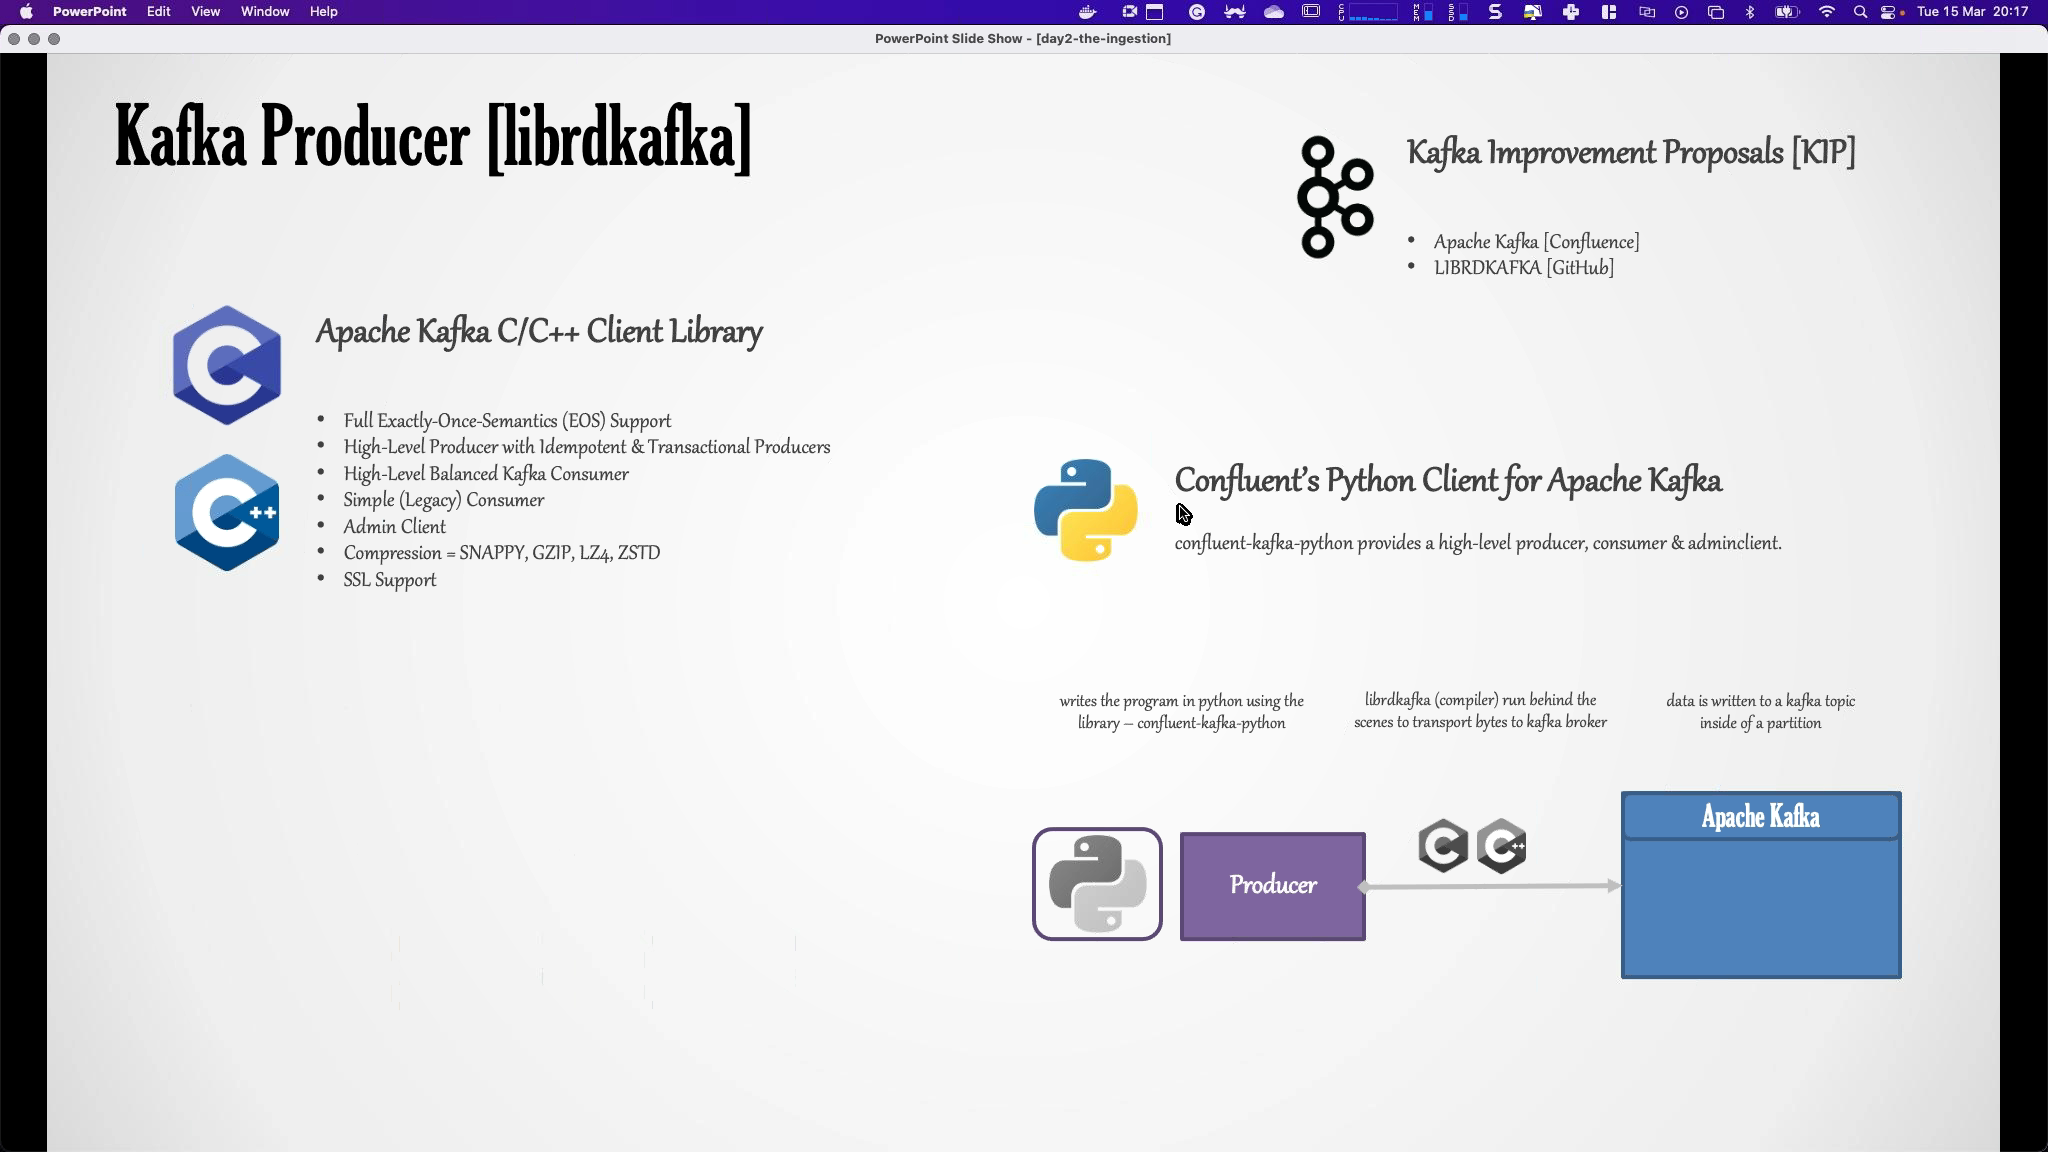 PowerPoint Edit View Window Help
Tue 15 Mar 20:17
PowerPoint Slide Show - [day2-the-ingestion]
Kafka Producer [librdkafka]
Kafka Improvement Proposals [KIP]
• Apache Kafka [Confluence]
• LIBRDKAFKA [GitHub]
Apache Kafka C/C++ Client Library
• Full Exactly-Once-Semantics (EOS) Support
• High-Level Producer with Idempotent & Transactional Producers
• High-Level Balanced Kafka Consumer
• Simple (Legacy) Consumer
• Admin Client
• Compression = SNAPPY, GZIP, LZ4, ZSTD
• SSL Support
Confluent's Python Client for Apache Kafka
confluent-kafka-python provides a high-level producer, consumer & adminclient.
writes the program in python using the
library – confluent-kafka-python
librdkafka (compiler) run behind the
scenes to transport bytes to kafka broker
data is written to a kafka topic
inside of a partition
Producer
Apache Kafka